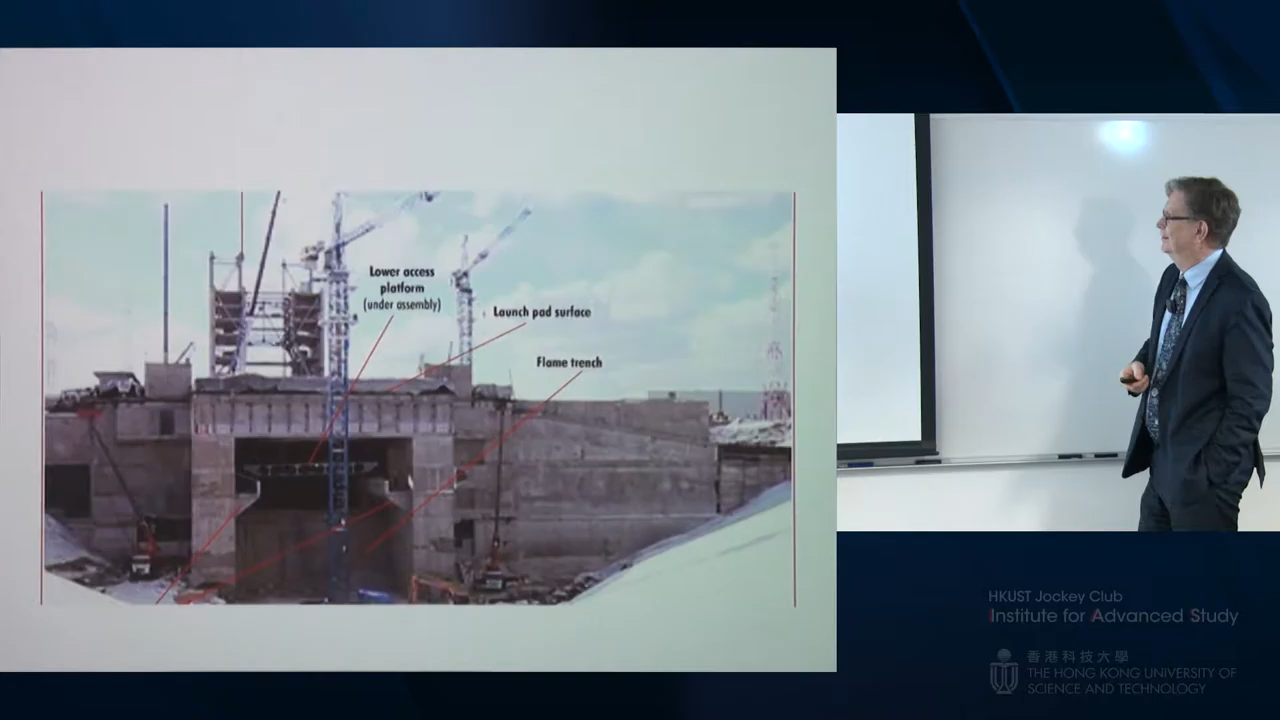 Lower access
platform
(under assembly)
Launch pad surface
Flame trench
HKUST Jockey Club
Institute for Advanced Study
香港科技大學
THE HONG KONG UNIVERSITY OF
SCIENCE AND TECHNOLOGY